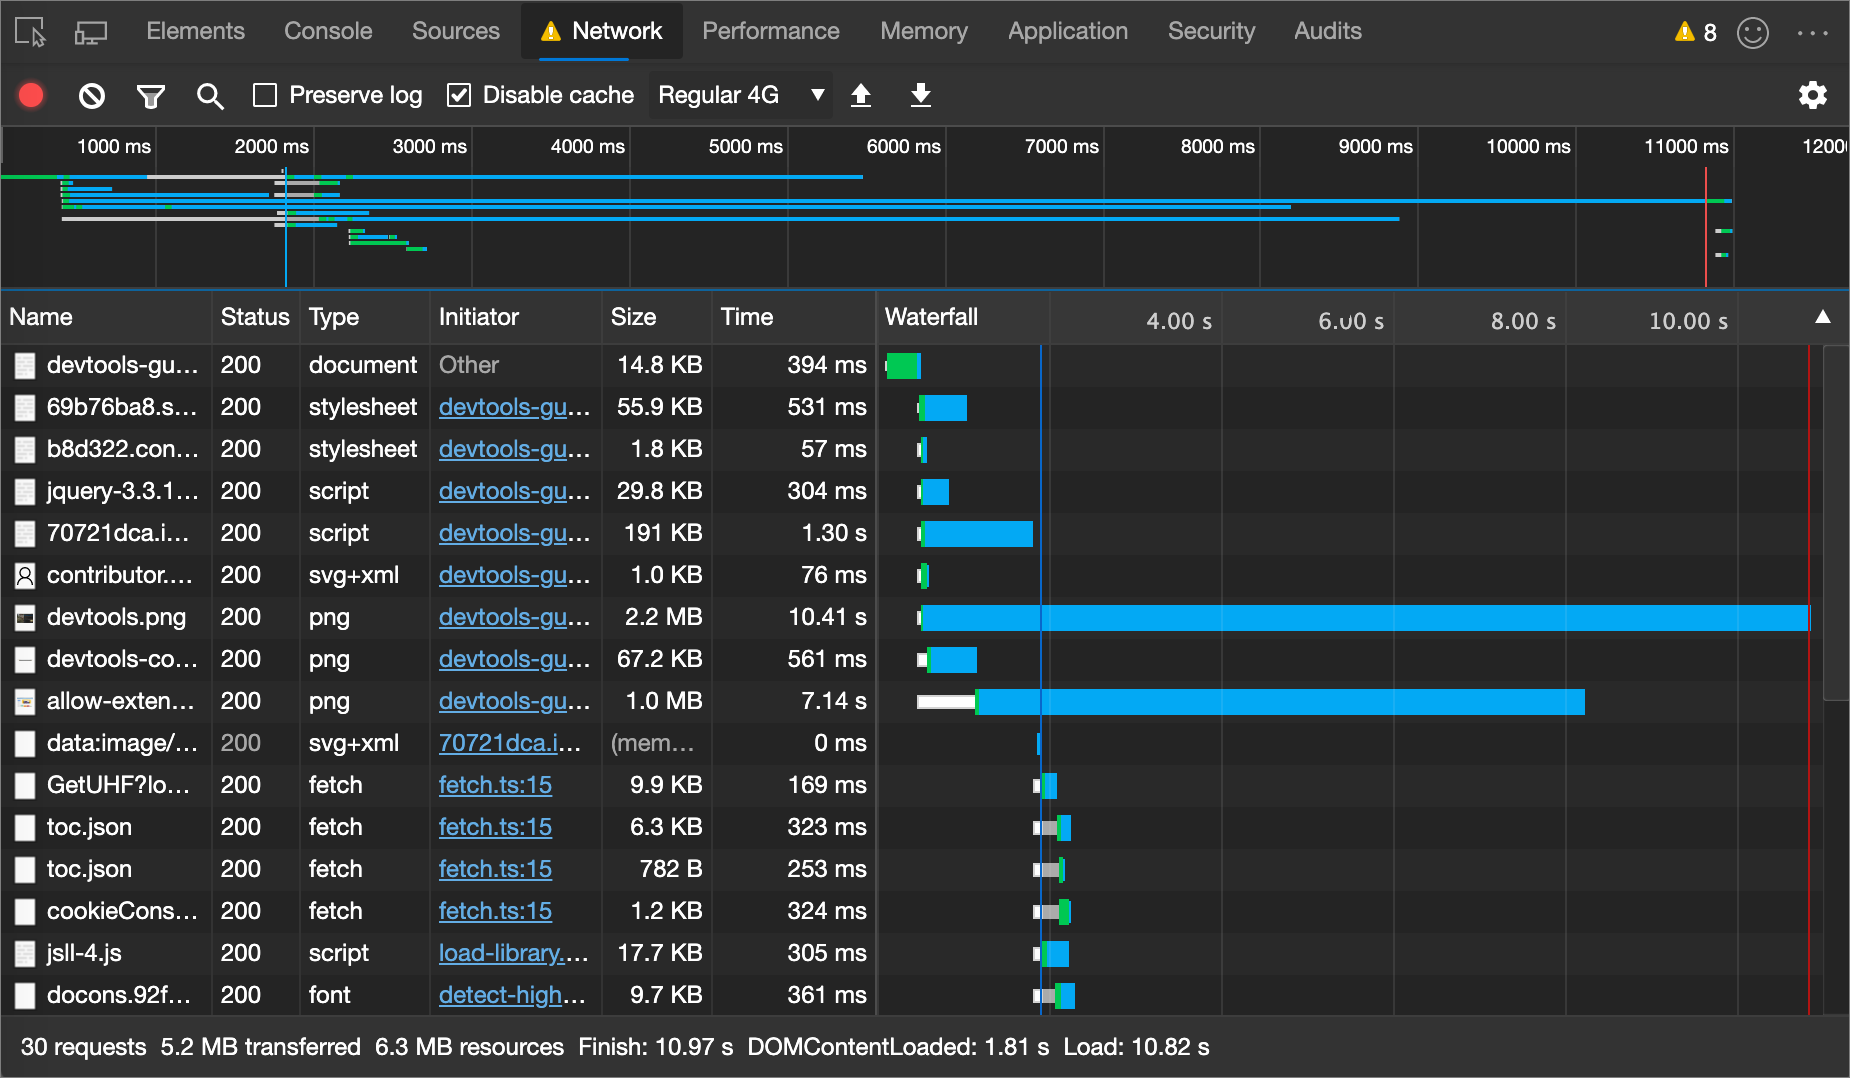 Elements Console Sources Network Performance Memory Application Security Audits 8
Preserve log Disable cache Regular 4G
1000 ms 2000 ms 3000 ms 4000 ms 5000 ms 6000 ms 7000 ms 8000 ms 9000 ms 10000 ms 11000 ms 1200
Name Status Type Initiator Size Time Waterfall 4.00 s 6.00 s 8.00 s 10.00 s
devtools-gu... 200 document Other 14.8 KB 394 ms
69b76ba8.s... 200 stylesheet devtools-gu... 55.9 KB 531 ms
b8d322.con... 200 stylesheet devtools-gu... 1.8 KB 57 ms
jquery-3.3.1... 200 script devtools-gu... 29.8 KB 304 ms
70721dca.i... 200 script devtools-gu... 191 KB 1.30 s
contributor.... 200 svg+xml devtools-gu... 1.0 KB 76 ms
devtools.png 200 png devtools-gu... 2.2 MB 10.41 s
devtools-co... 200 png devtools-gu... 67.2 KB 561 ms
allow-exten... 200 png devtools-gu... 1.0 MB 7.14 s
data:image/... 200 svg+xml 70721dca.i... (mem... 0 ms
GetUHF?lo... 200 fetch fetch.ts:15 9.9 KB 169 ms
toc.json 200 fetch fetch.ts:15 6.3 KB 323 ms
toc.json 200 fetch fetch.ts:15 782 B 253 ms
cookieCons... 200 fetch fetch.ts:15 1.2 KB 324 ms
jsll-4.js 200 script load-library.... 17.7 KB 305 ms
docons.92f... 200 font detect-high... 9.7 KB 361 ms
30 requests 5.2 MB transferred 6.3 MB resources Finish: 10.97 s DOMContentLoaded: 1.81 s Load: 10.82 s